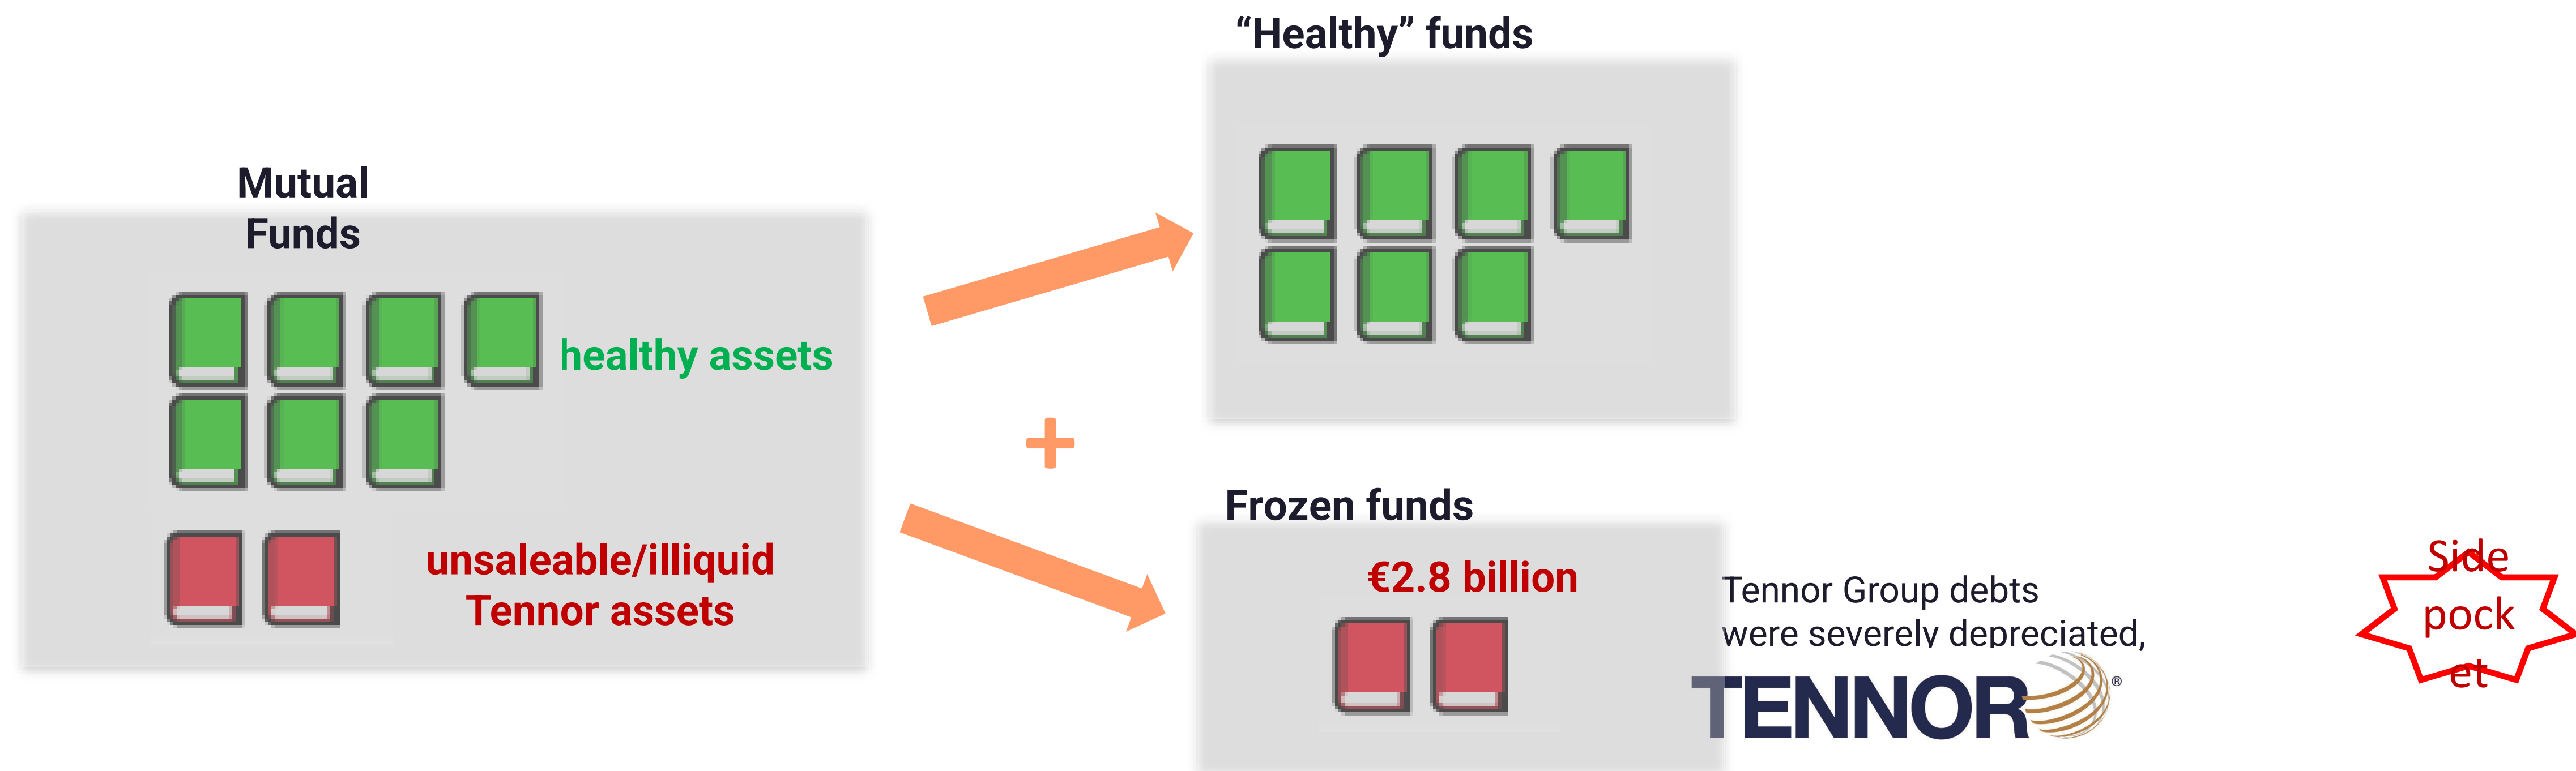 Mutual
Funds
healthy assets
unsaleable/illiquid
Tennor assets
+
“Healthy” funds
Frozen funds
€2.8 billion
Tennor Group debts
were severely depreciated,
TENNOR®
Side
pock
et